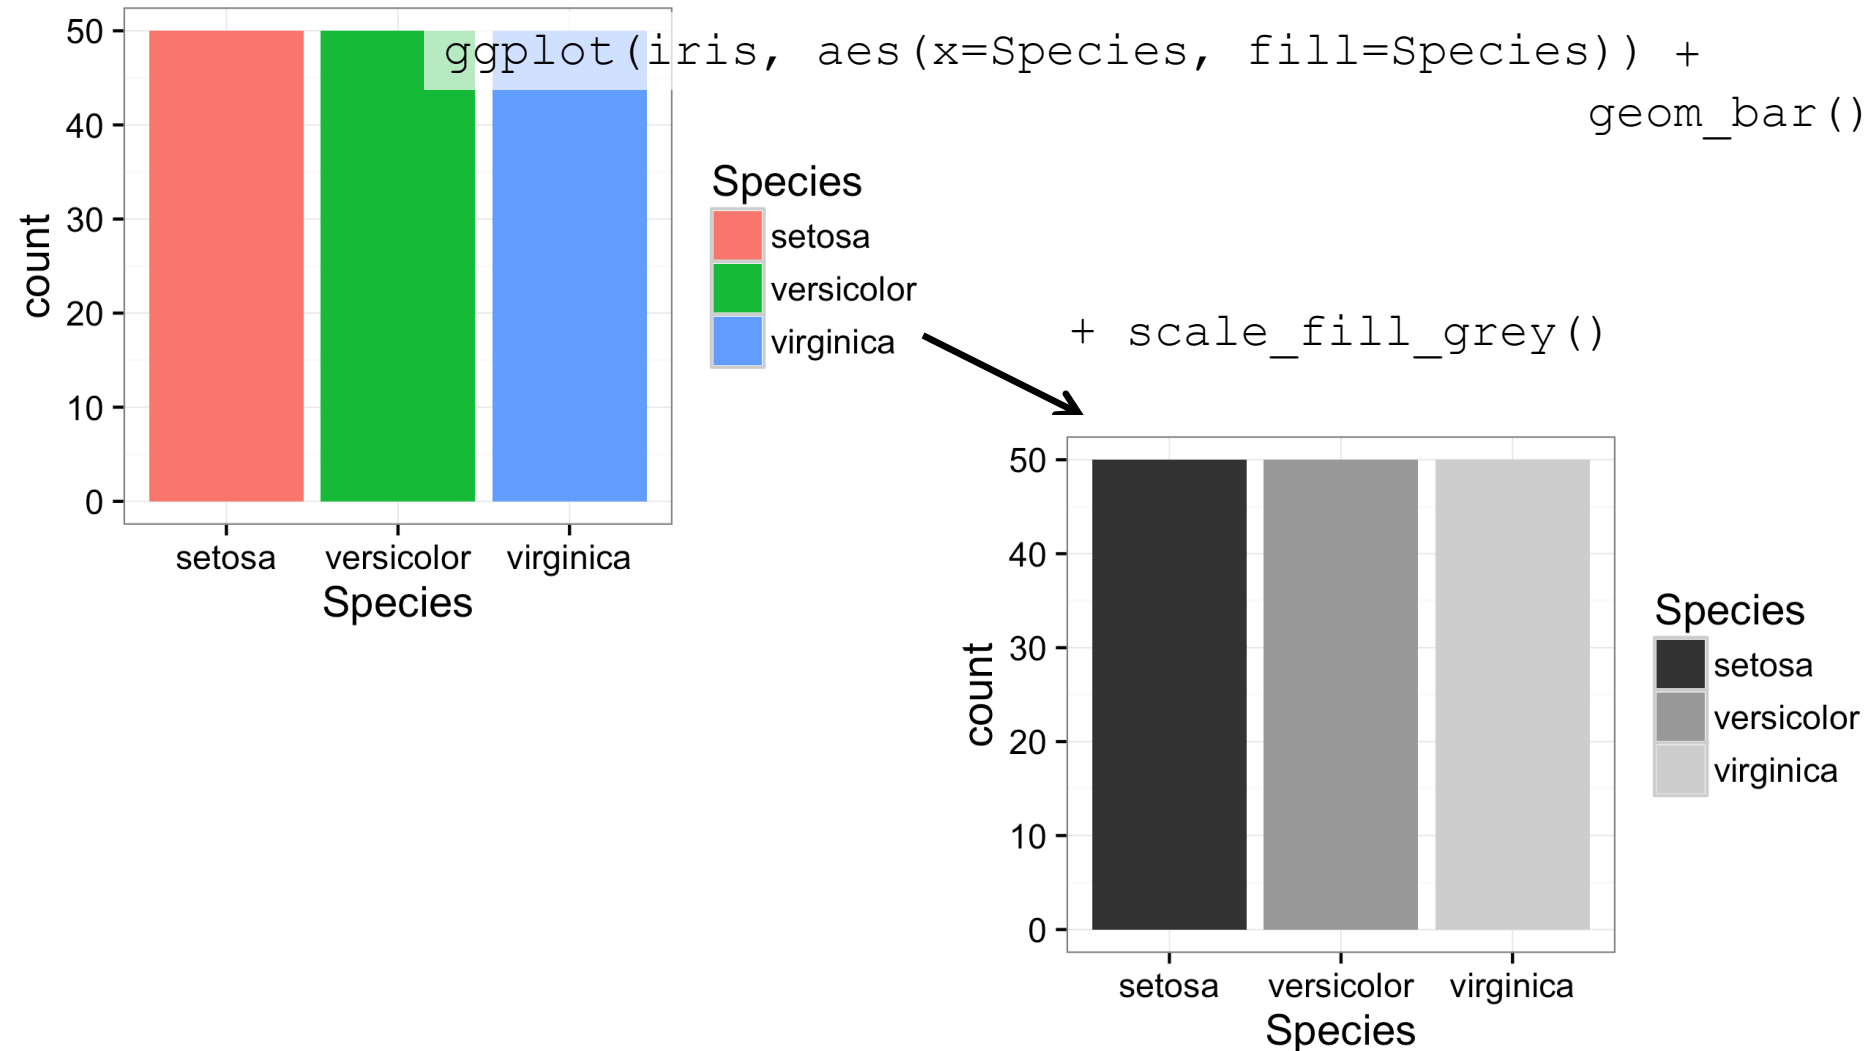 ggplot(iris, aes(x=Species, fill=Species)) +
geom_bar()
50
40
30
20
10
0
count
setosa versicolor virginica
Species
Species
setosa
versicolor
virginica
+ scale_fill_grey()
50
40
30
20
10
0
count
setosa versicolor virginica
Species
Species
setosa
versicolor
virginica